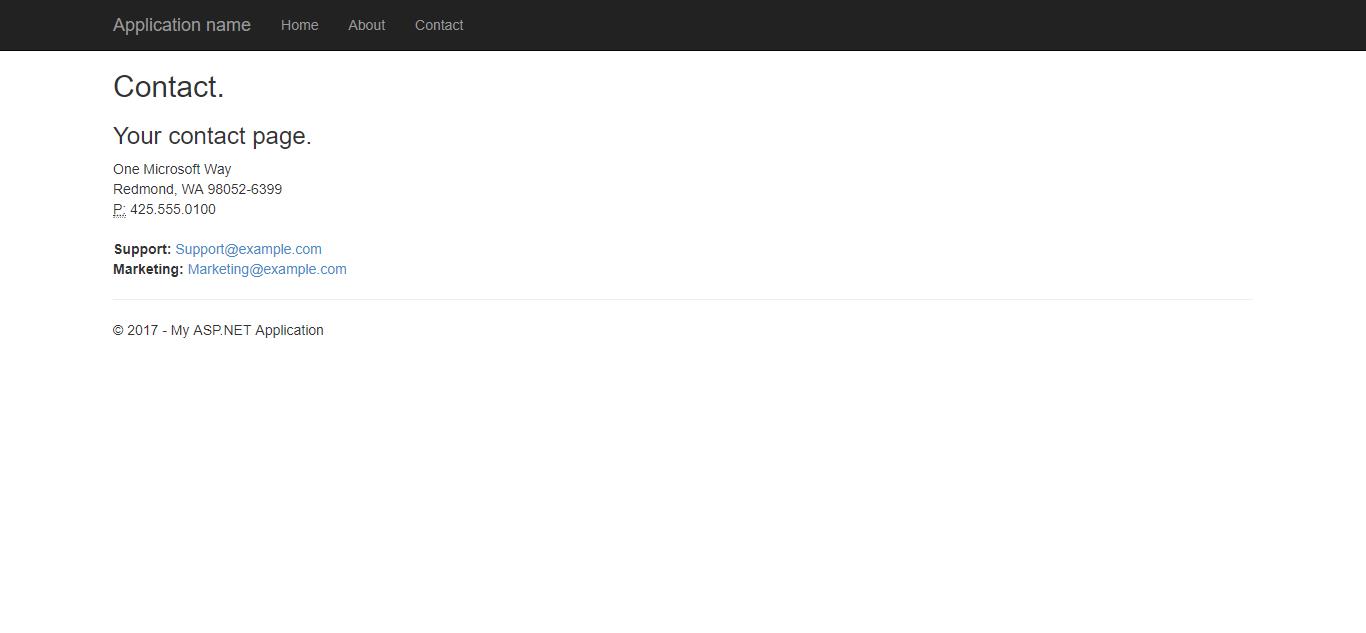 Application name Home About Contact
Contact.
Your contact page.
One Microsoft Way
Redmond, WA 98052-6399
P: 425.555.0100
Support: Support@example.com
Marketing: Marketing@example.com
© 2017 - My ASP.NET Application